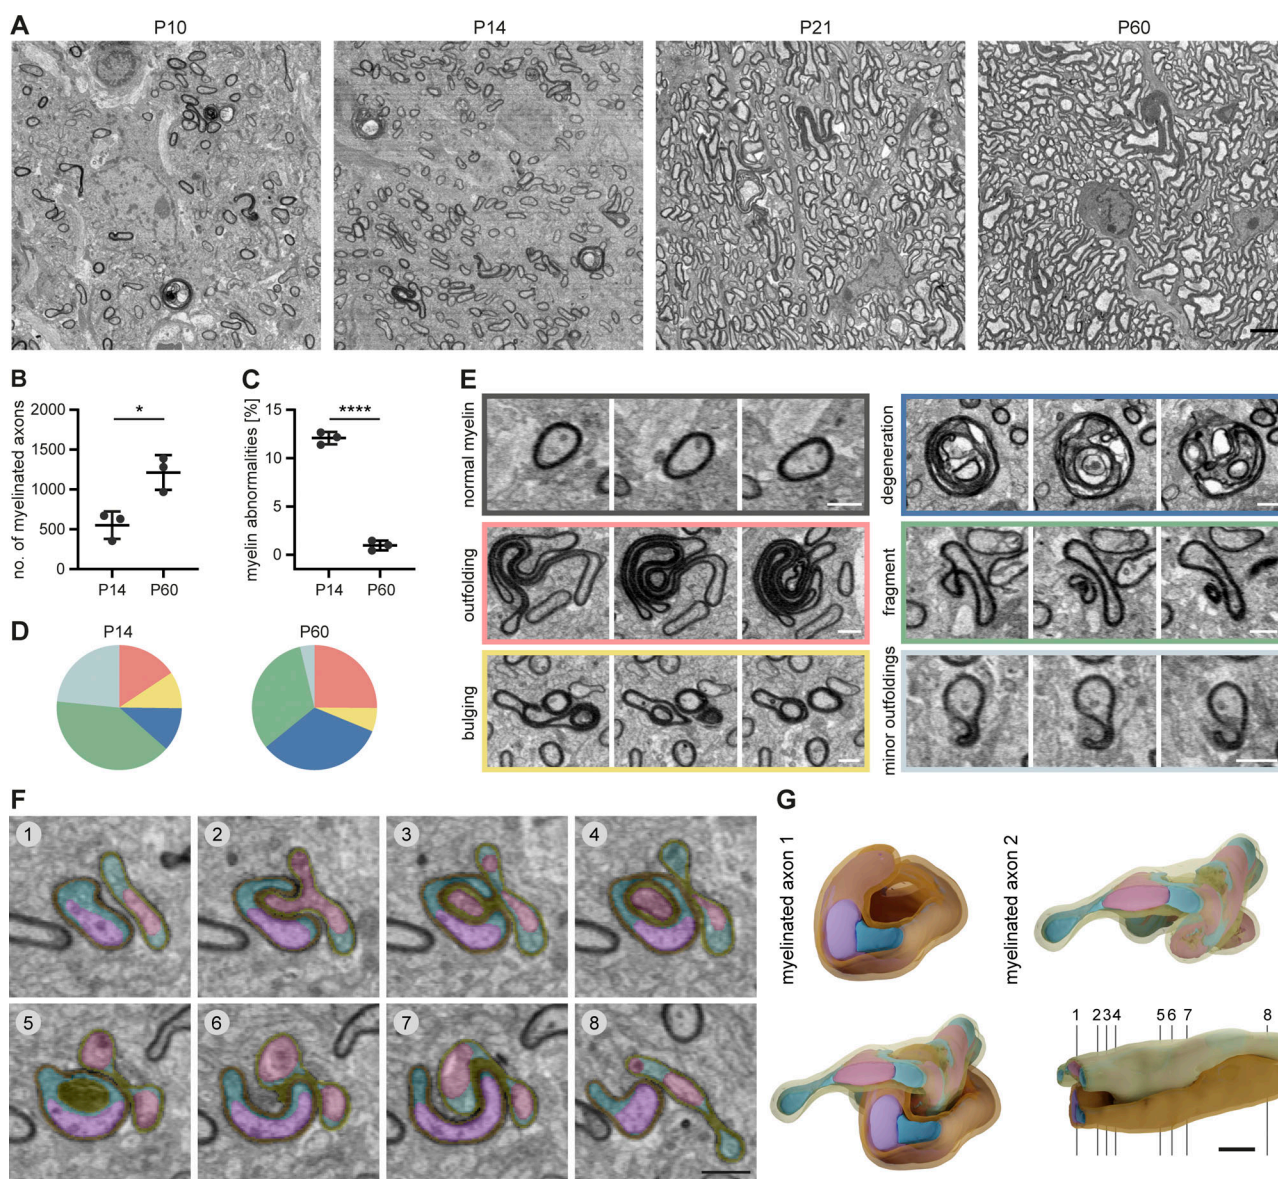 A
P10
P14
P21
P60
B
no. of myelinated axons
2000
1500
1000
500
0
*
P14
P60
C
myelin abnormalities [%]
15
10
5
0
****
P14
P60
D
P14
P60
E
normal myelin
outfolding
bulging
degeneration
fragment
minor outfoldings
F
1
2
3
4
5
6
7
8
G
myelinated axon 1
myelinated axon 2
1
2
3
4
5
6
7
8